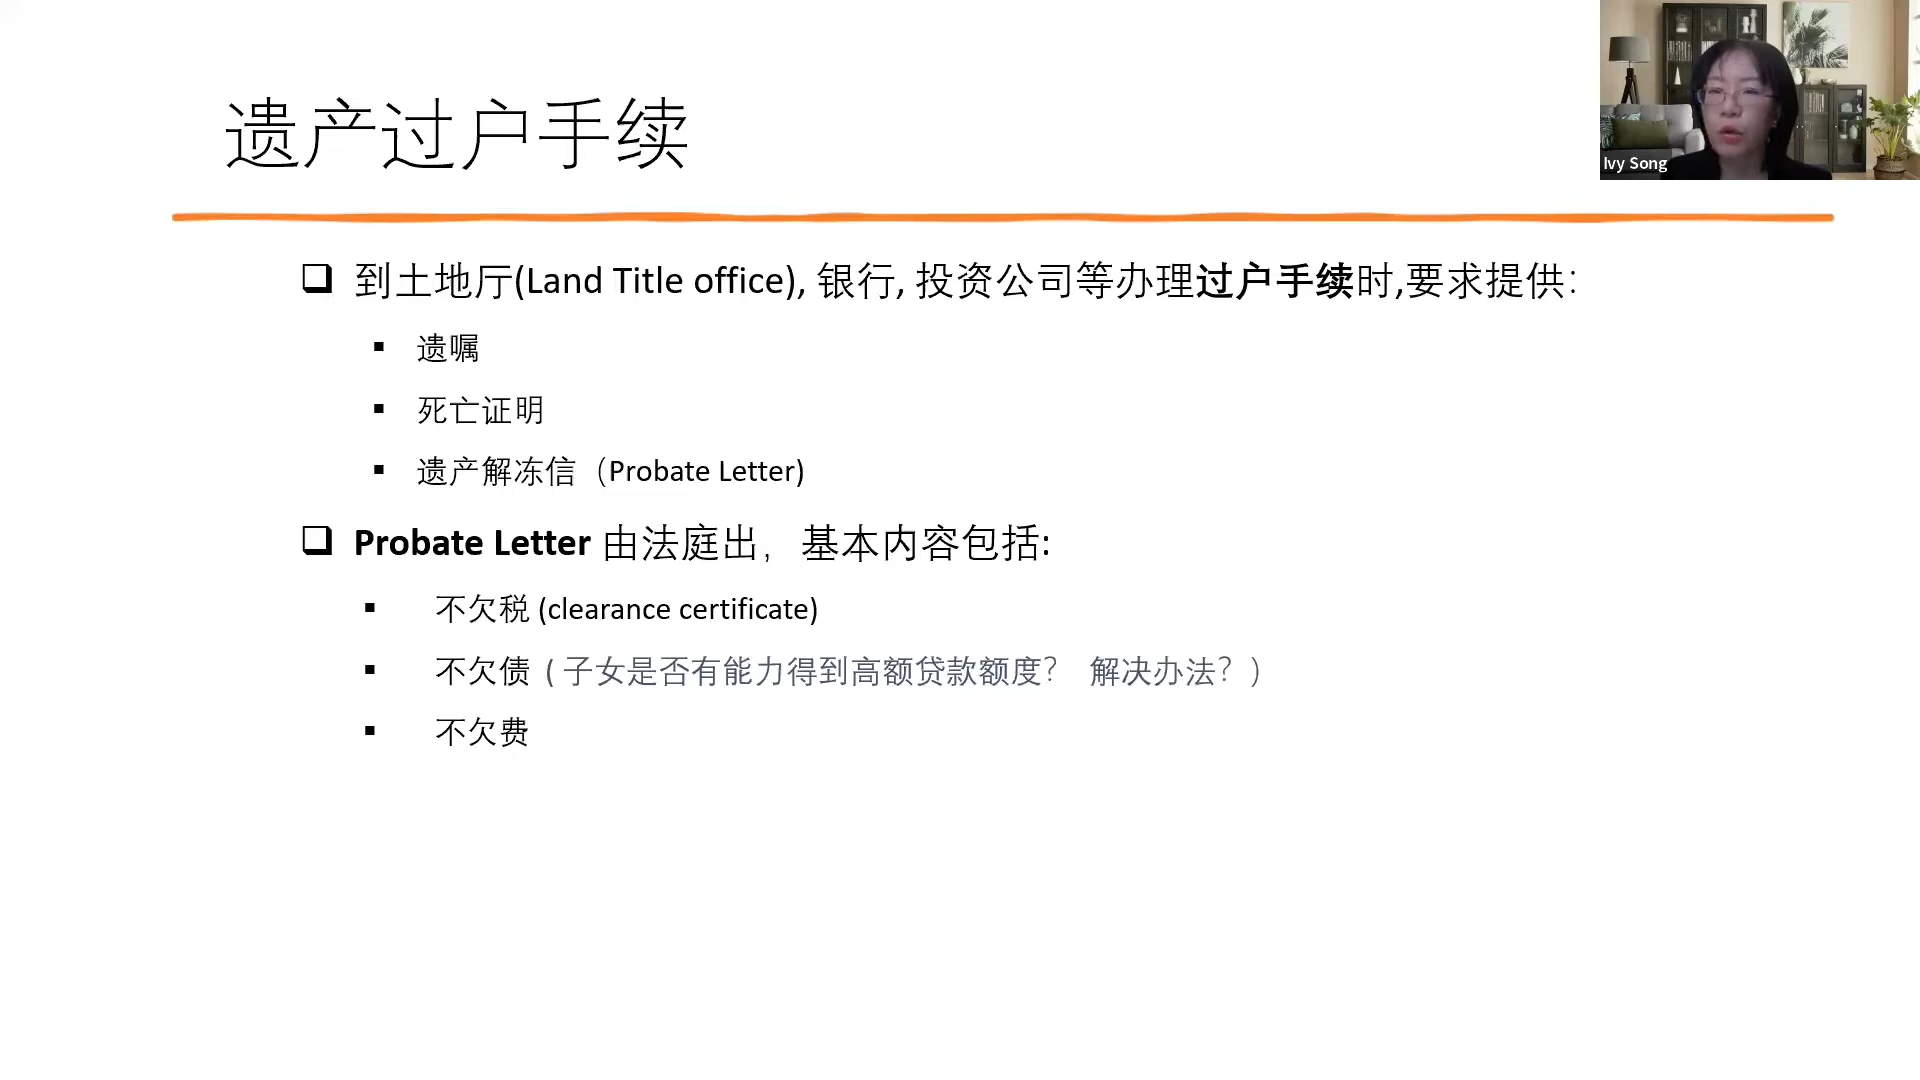 遗产过户手续
Ivy Song
到土地厅(Land Title office), 银行, 投资公司等办理过户手续时,要求提供:
遗嘱
死亡证明
遗产解冻信（Probate Letter)
Probate Letter 由法庭出，基本内容包括:
不欠税 (clearance certificate)
不欠债 ( 子女是否有能力得到高额贷款额度？ 解决办法？)
不欠费